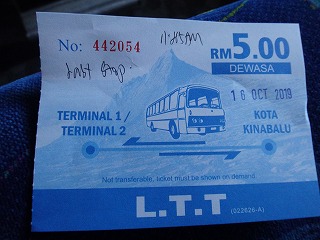 No: 442054
11:45AM
RM 5.00
DEWASA
Last Stop.
16 OCT 2019
TERMINAL 1 /
TERMINAL 2
KOTA
KINABALU
Not transferable, ticket must be shown on demand.
L.T.T (022626-A)